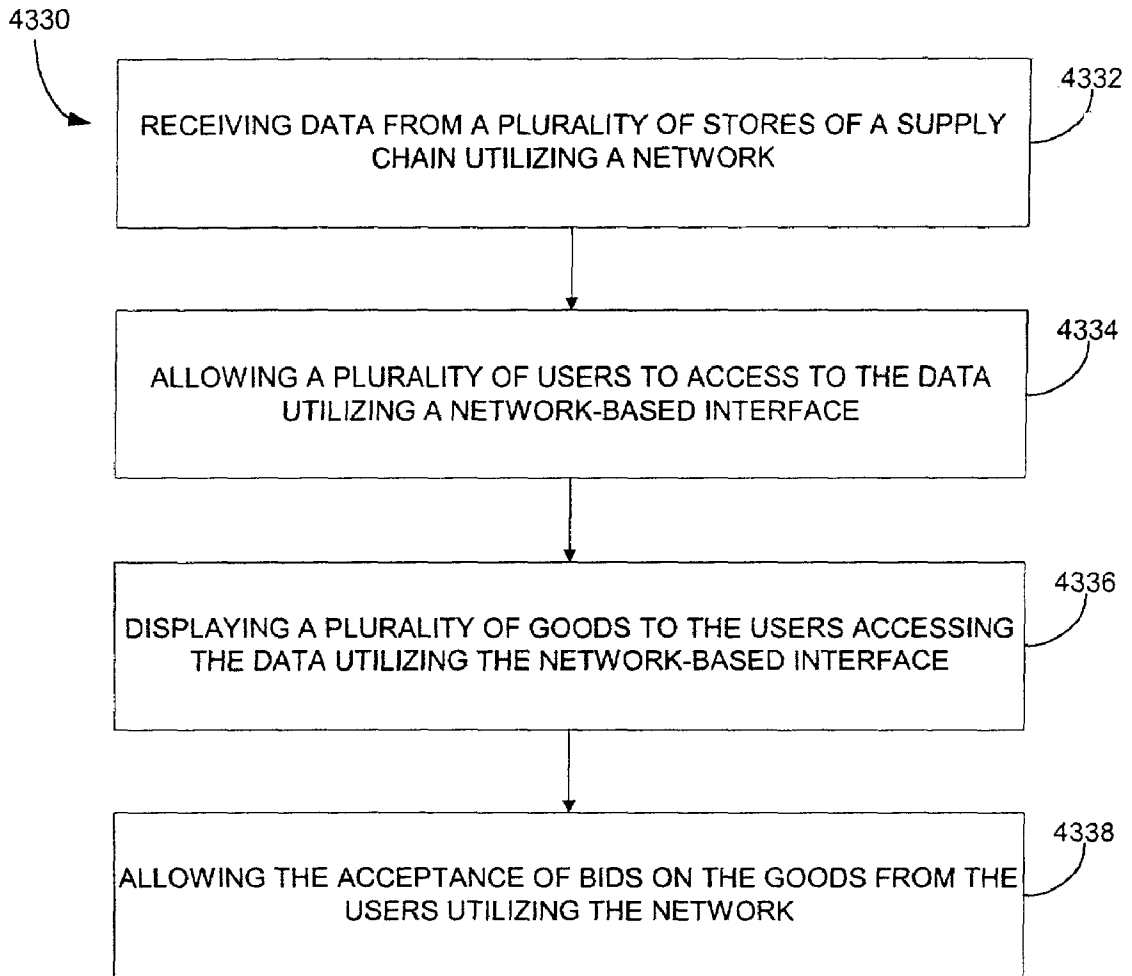 4330
4332
RECEIVING DATA FROM A PLURALITY OF STORES OF A SUPPLY
CHAIN UTILIZING A NETWORK
4334
ALLOWING A PLURALITY OF USERS TO ACCESS TO THE DATA
UTILIZING A NETWORK-BASED INTERFACE
4336
DISPLAYING A PLURALITY OF GOODS TO THE USERS ACCESSING
THE DATA UTILIZING THE NETWORK-BASED INTERFACE
4338
ALLOWING THE ACCEPTANCE OF BIDS ON THE GOODS FROM THE
USERS UTILIZING THE NETWORK